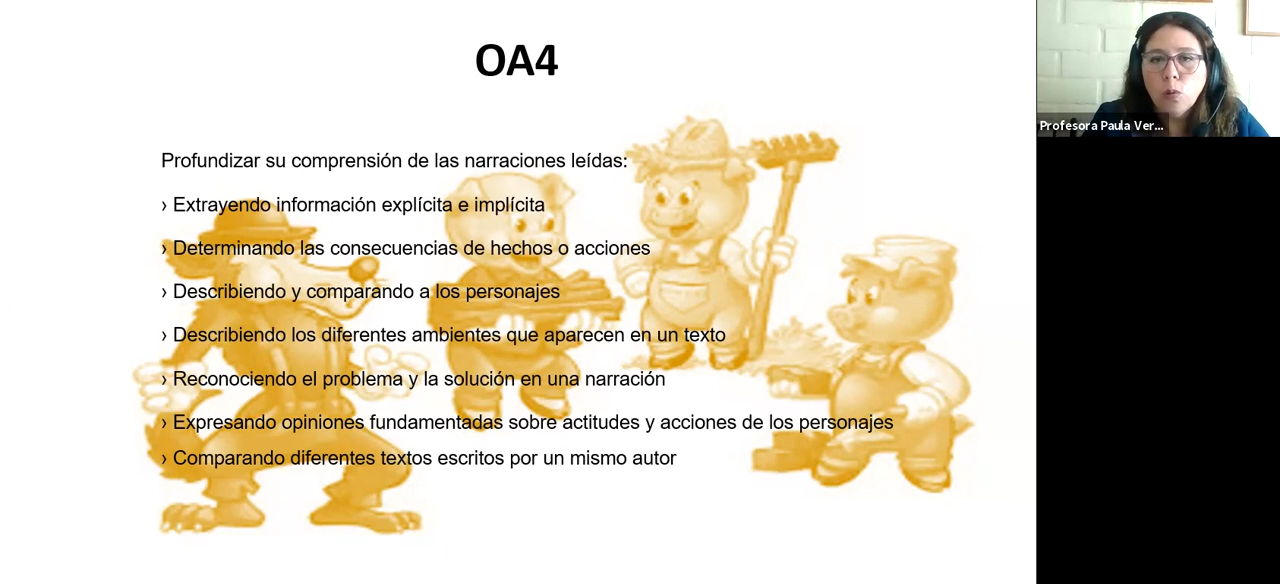 OA4
Profundizar su comprensión de las narraciones leídas:
› Extrayendo información explícita e implícita
› Determinando las consecuencias de hechos o acciones
› Describiendo y comparando a los personajes
› Describiendo los diferentes ambientes que aparecen en un texto
› Reconociendo el problema y la solución en una narración
› Expresando opiniones fundamentadas sobre actitudes y acciones de los personajes
› Comparando diferentes textos escritos por un mismo autor
Profesora Paula Ver...